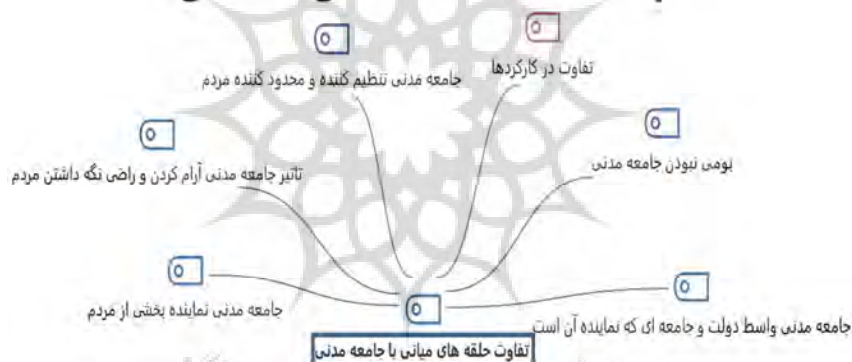 تفاوت در کارکردها
جامعه مدنی تنظیم کننده و محدود کننده مردم
بومی نبودن جامعه مدنی
تاثیر جامعه مدنی آرام کردن و راضی نگه داشتن مردم
جامعه مدنی نماینده بخشی از مردم
جامعه مدنی واسط دولت و جامعه ای که نماینده آن است
تفاوت حلقه های میانی با جامعه مدنی